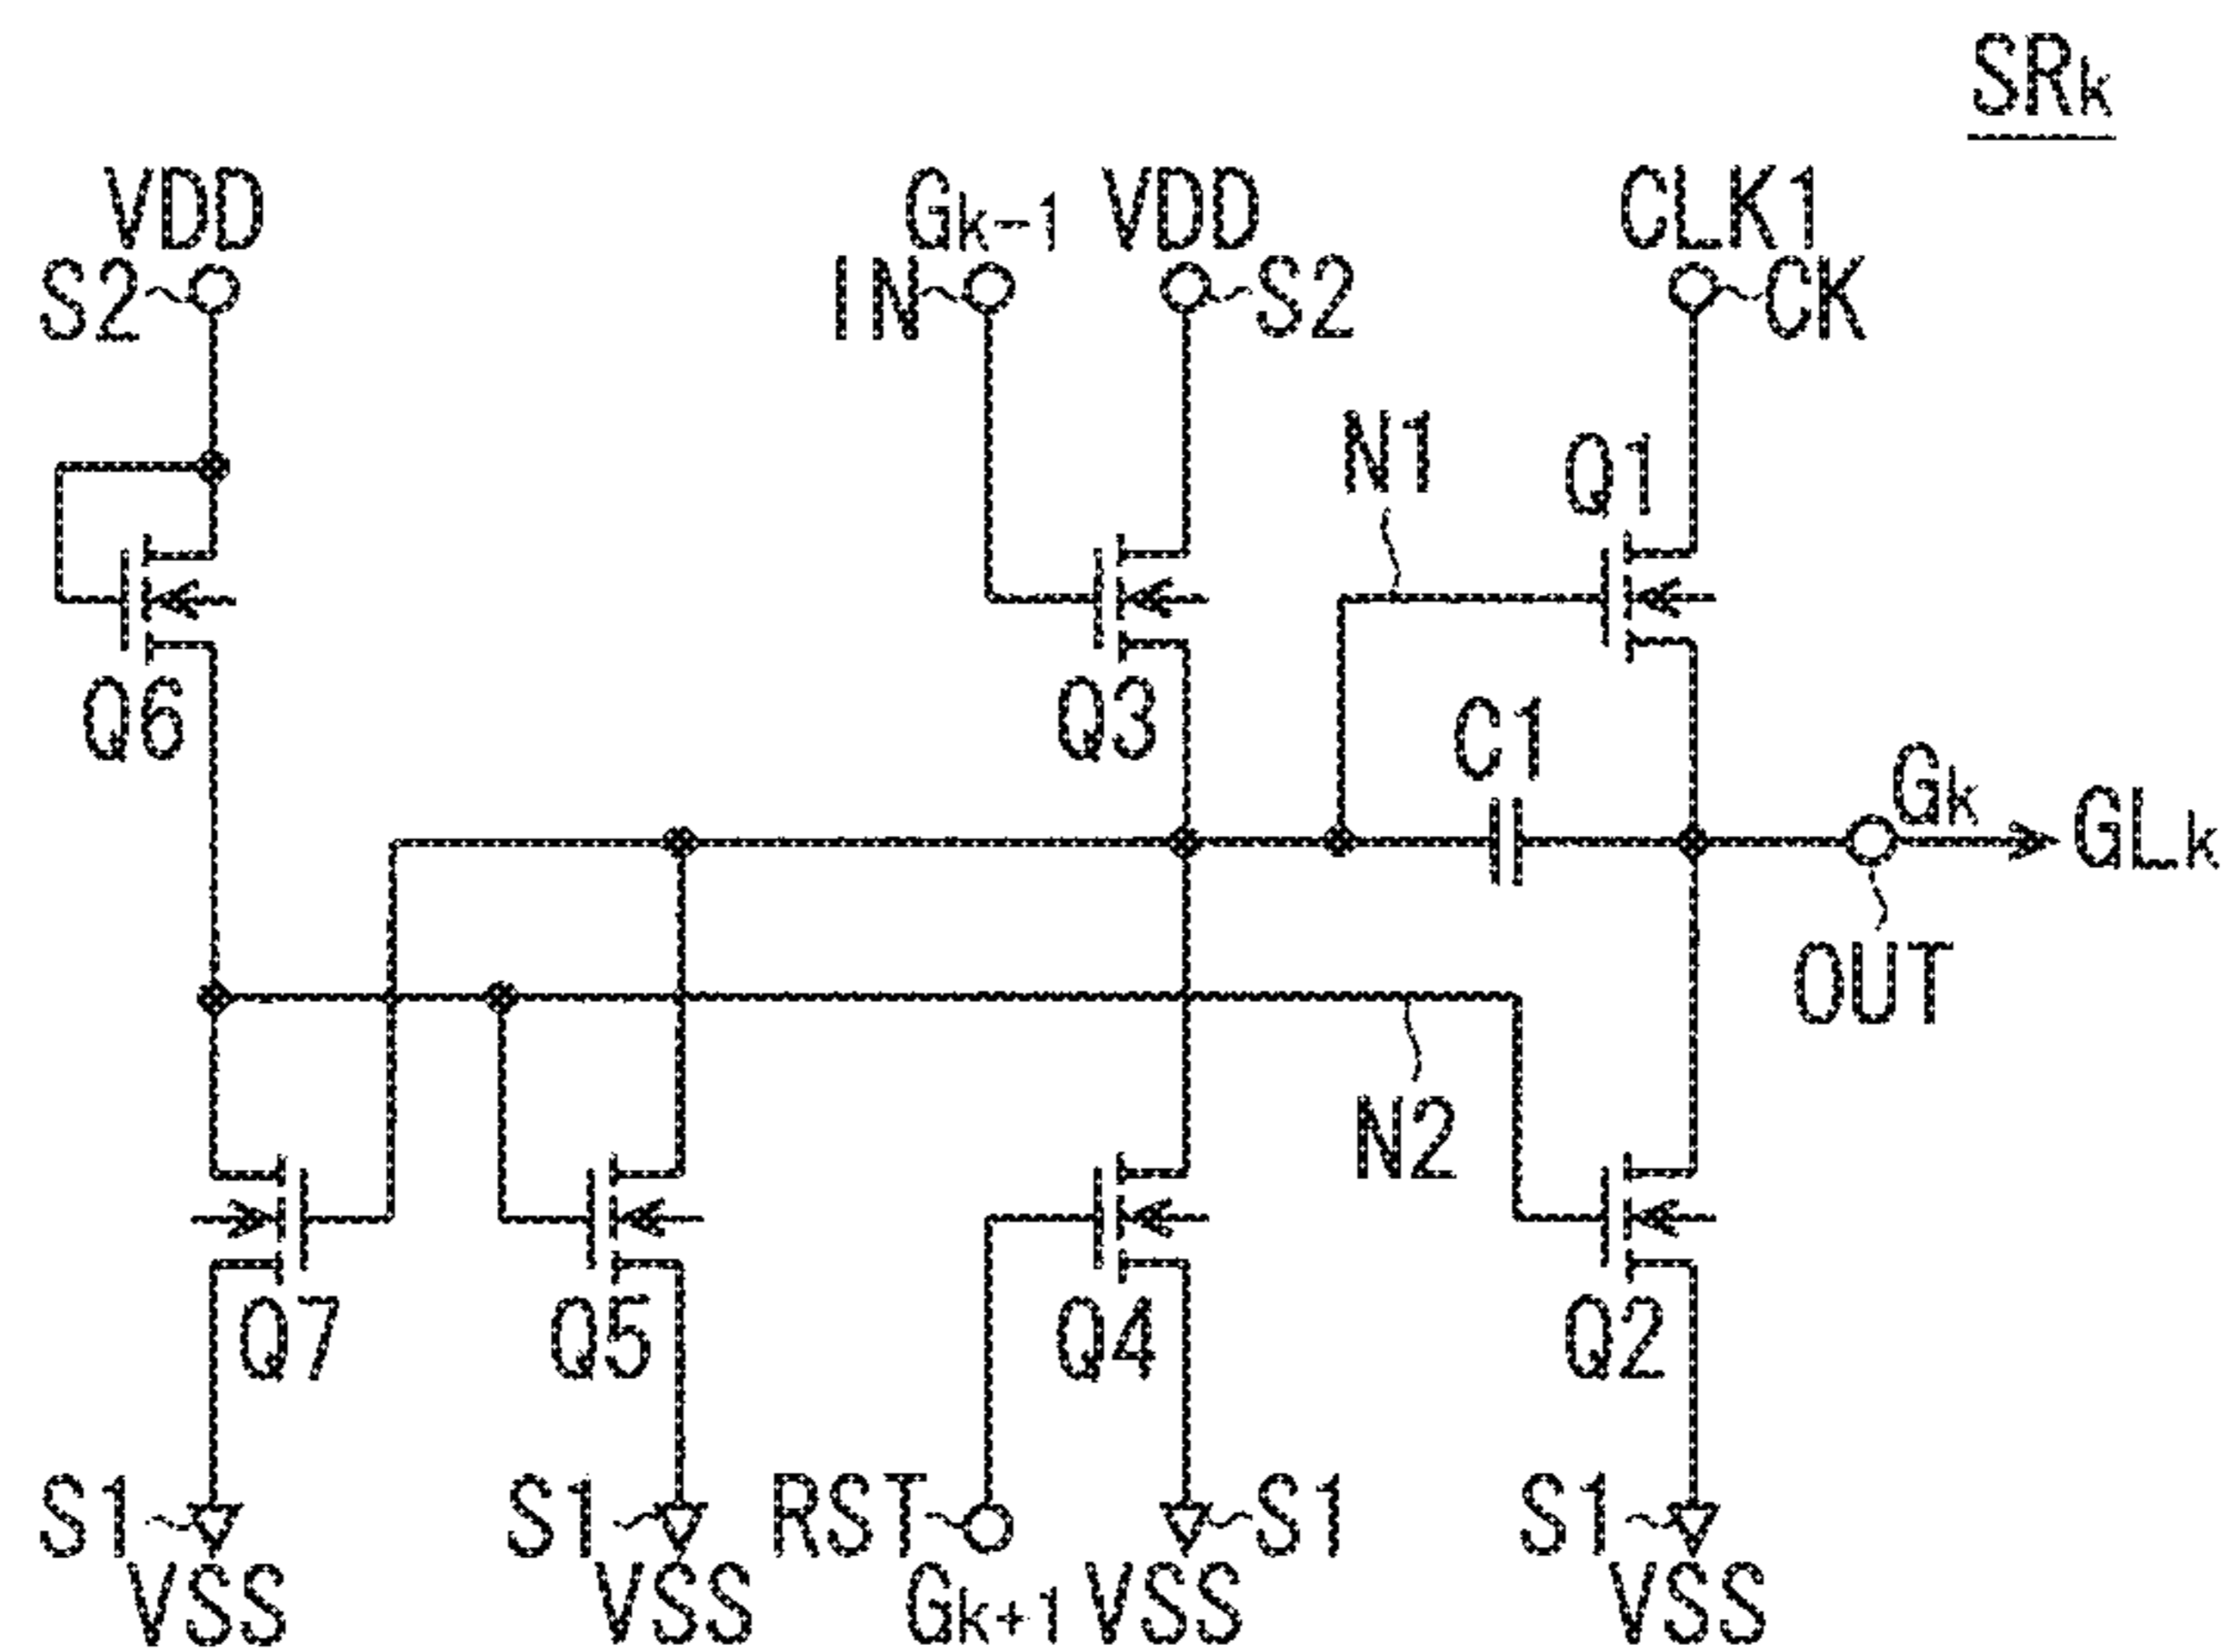 SRk
VDD Gk-1 VDD CLK1
S2 IN S2 CK
N1 Q1
Q6 Q3 C1
Gk GLk
OUT
N2
Q7 Q5 Q4 Q2
S1 S1 RST S1 S1
VSS VSS Gk+1 VSS VSS